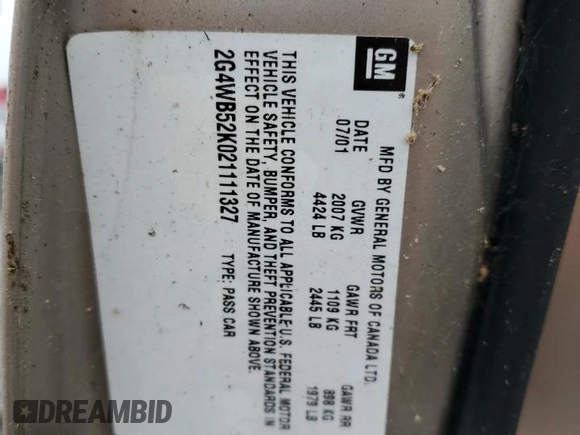 GM
MFD BY GENERAL MOTORS OF CANADA LTD.
DATE GVWR GAWR FRT GAWR RR
07/01 2007 KG 1109 KG 898 KG
4424 LB 2445 LB 1979 LB
THIS VEHICLE CONFORMS TO ALL APPLICABLE U.S. FEDERAL MOTOR
VEHICLE SAFETY, BUMPER, AND THEFT PREVENTION STANDARDS IN
EFFECT ON THE DATE OF MANUFACTURE SHOWN ABOVE.
2G4WB52K021111327 TYPE: PASS CAR
DREAMBID